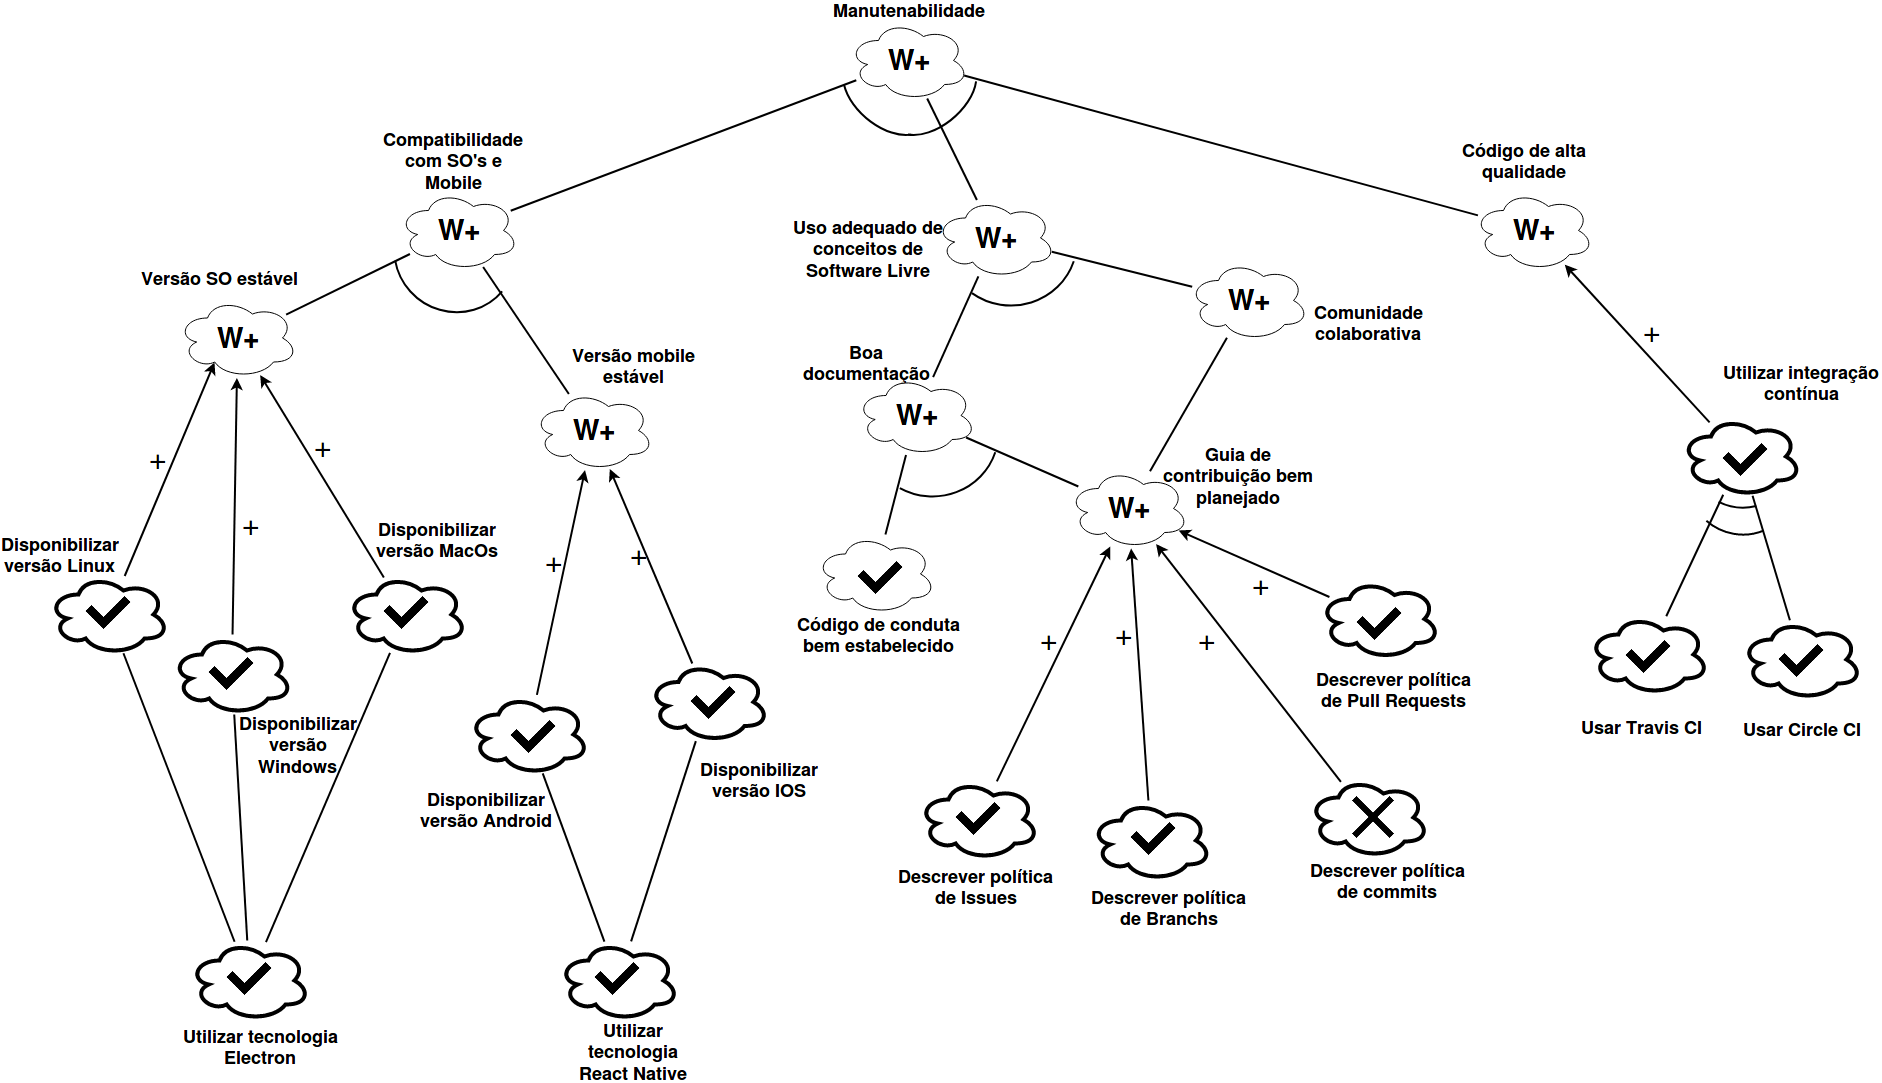 Manutenabilidade
W+
Compatibilidade
com SO's e
Mobile
W+
Uso adequado de
conceitos de
Software Livre
W+
Código de alta
qualidade
W+
Versão SO estável
W+
Versão mobile
estável
W+
Boa
documentação
W+
W+
Comunidade
colaborativa
Guia de
contribuição bem
planejado
W+
Utilizar integração
contínua
+
+
+
+
+
+
+
+
+
+
Disponibilizar
versão Linux
Disponibilizar
versão MacOs
Disponibilizar
versão
Windows
Disponibilizar
versão Android
Disponibilizar
versão IOS
Código de conduta
bem estabelecido
Descrever política
de Pull Requests
Usar Travis CI
Usar Circle CI
Descrever política
de Issues
Descrever política
de Branchs
Descrever política
de commits
Utilizar tecnologia
Electron
Utilizar
tecnologia
React Native